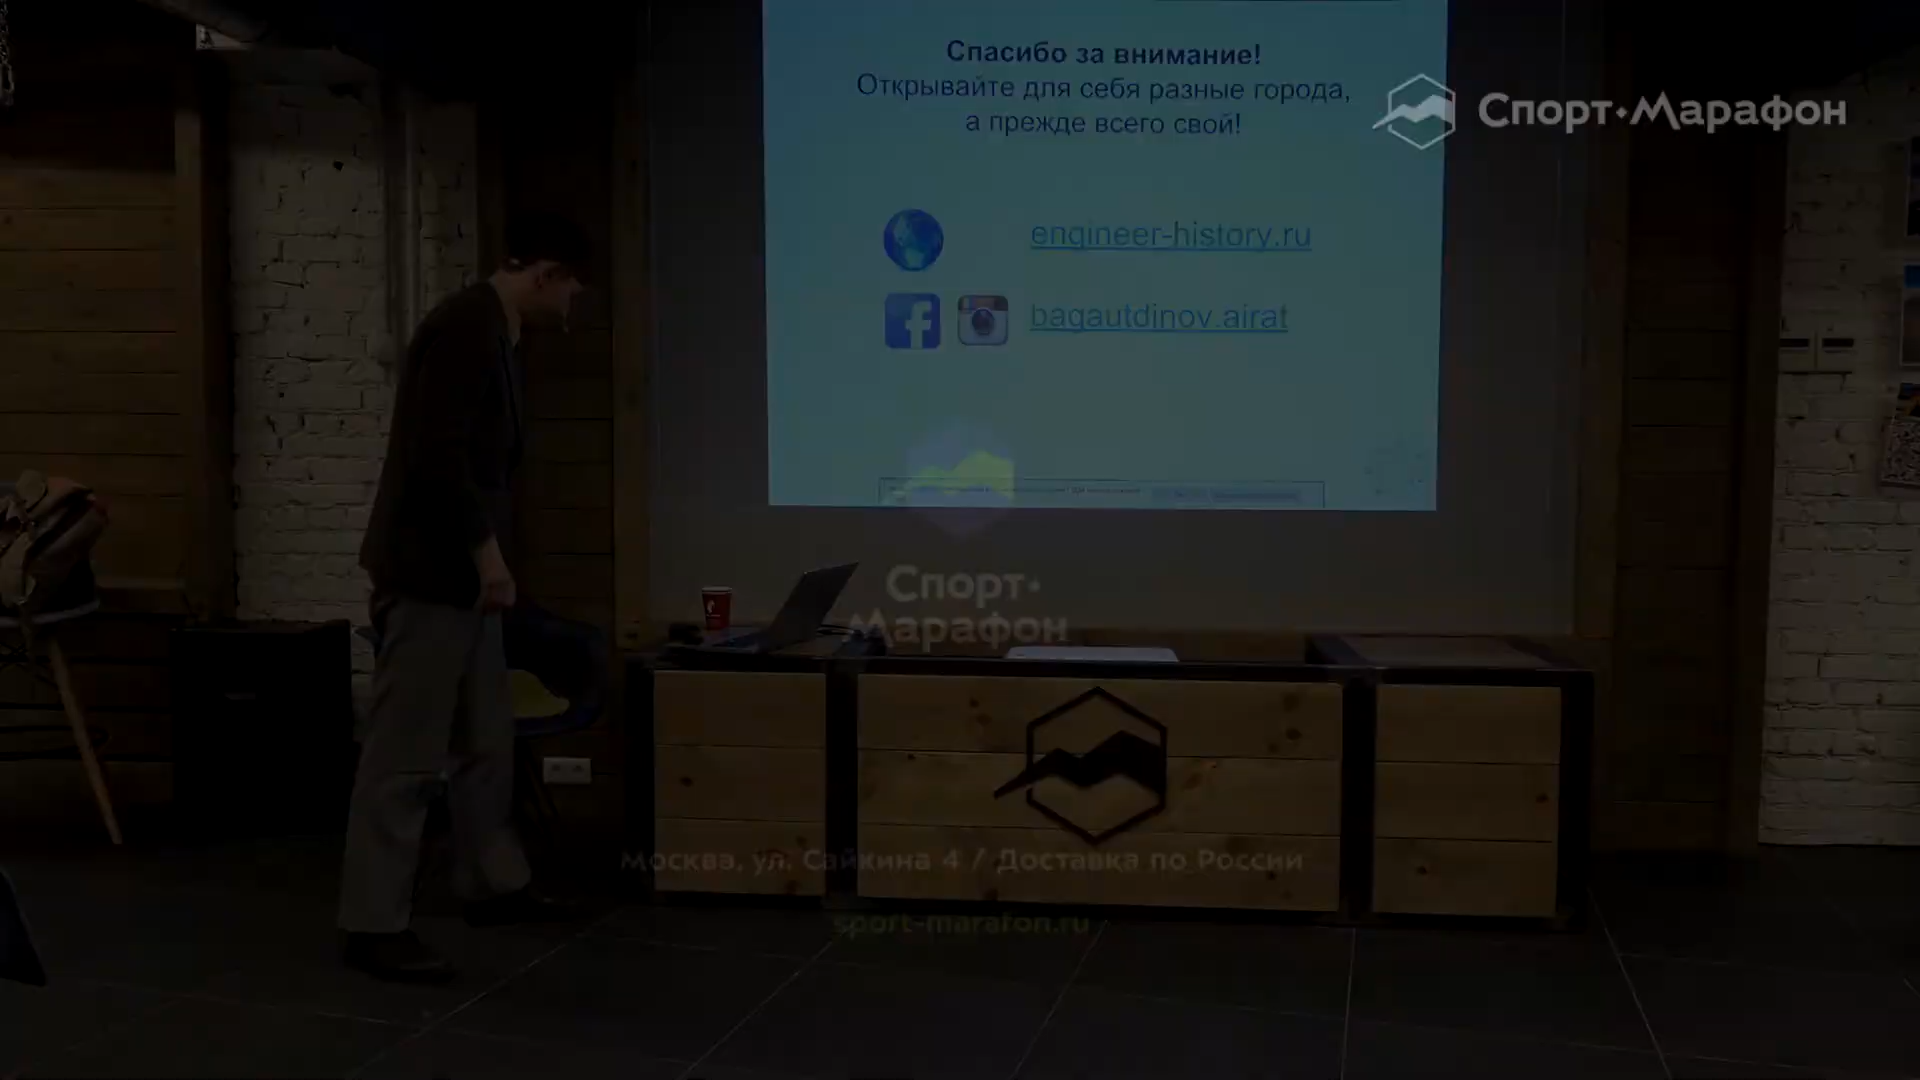 Спасибо за внимание!
Открывайте для себя разные города,
а прежде всего свой!
Спорт•Марафон
engineer-history.ru
bagautdinov.airat
Спорт•
Марафон
Москва, ул. Сайкина 4 / Доставка по России
sport-marafon.ru